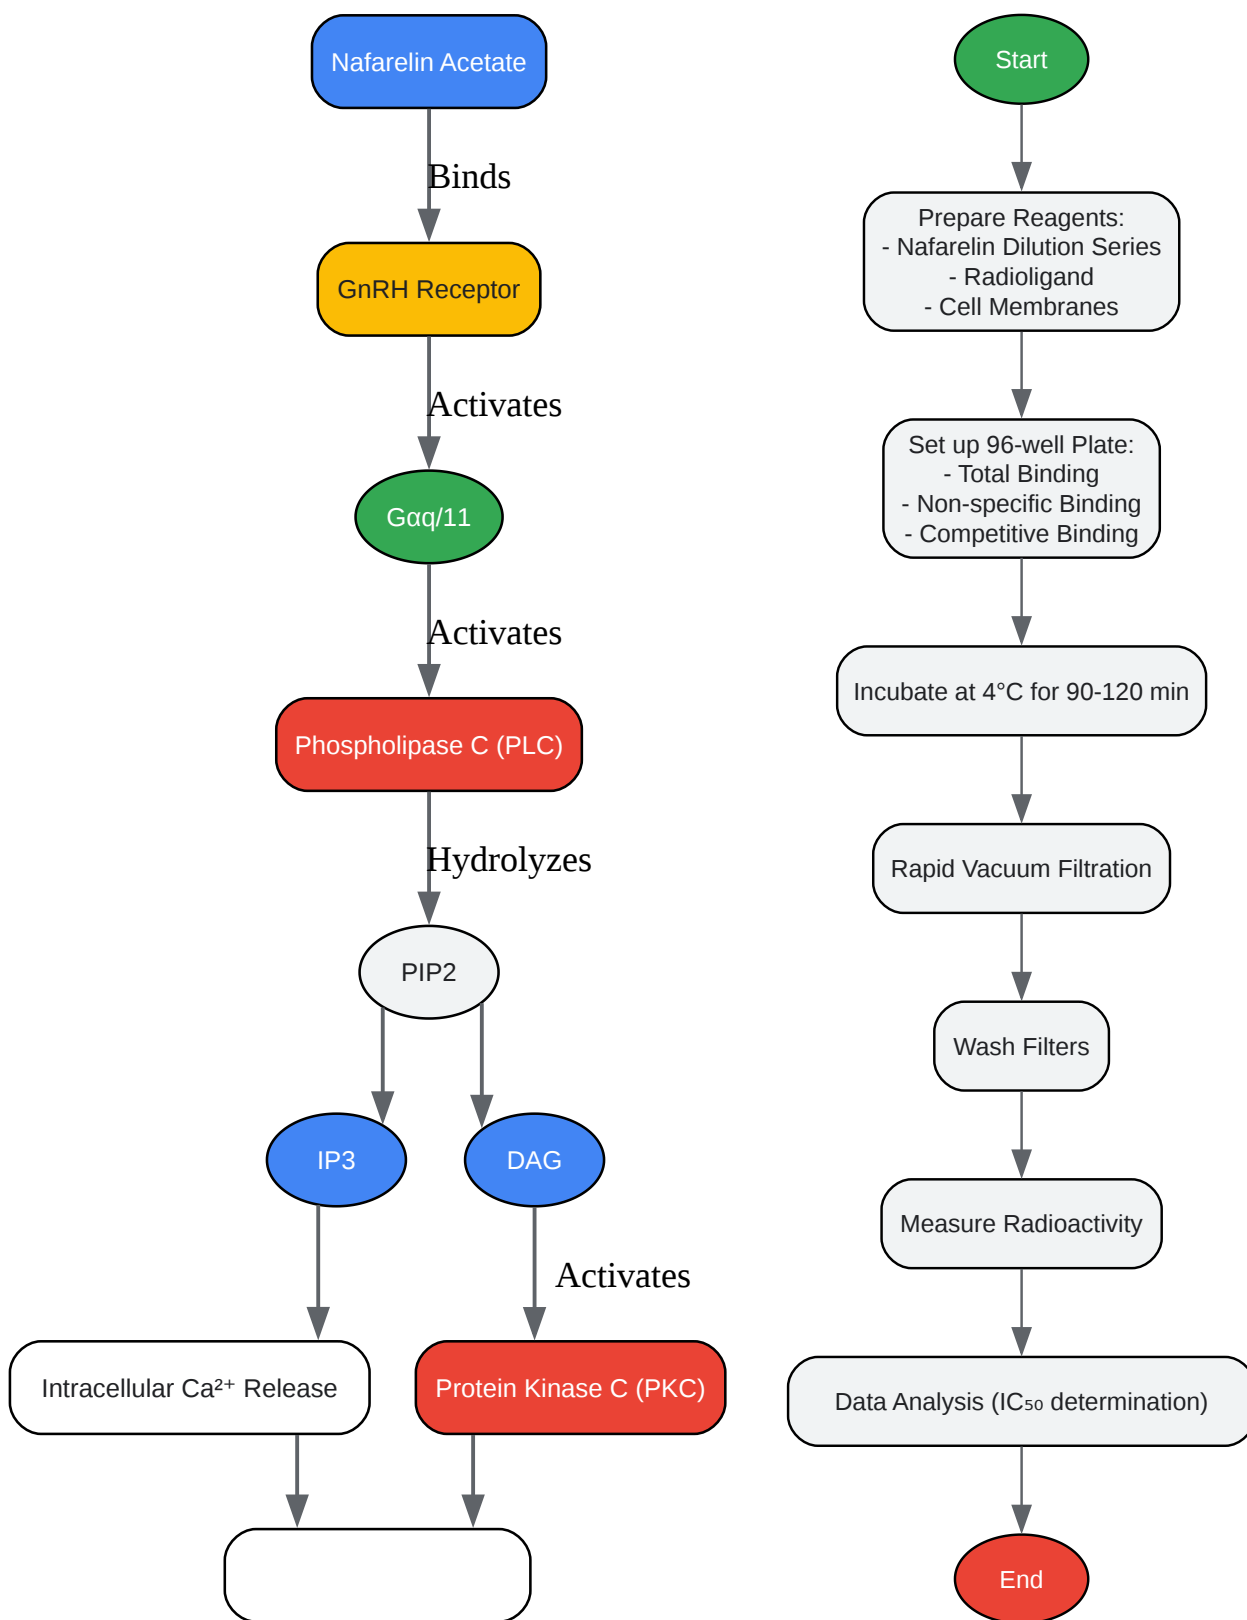 Nafarelin Acetate
Binds
GnRH Receptor
Activates
Gαq/11
Activates
Phospholipase C (PLC)
Hydrolyzes
PIP2
IP3
DAG
Activates
Intracellular Ca²⁺ Release
Protein Kinase C (PKC)
Start
Prepare Reagents:
- Nafarelin Dilution Series
- Radioligand
- Cell Membranes
Set up 96-well Plate:
- Total Binding
- Non-specific Binding
- Competitive Binding
Incubate at 4°C for 90-120 min
Rapid Vacuum Filtration
Wash Filters
Measure Radioactivity
Data Analysis (IC₅₀ determination)
End